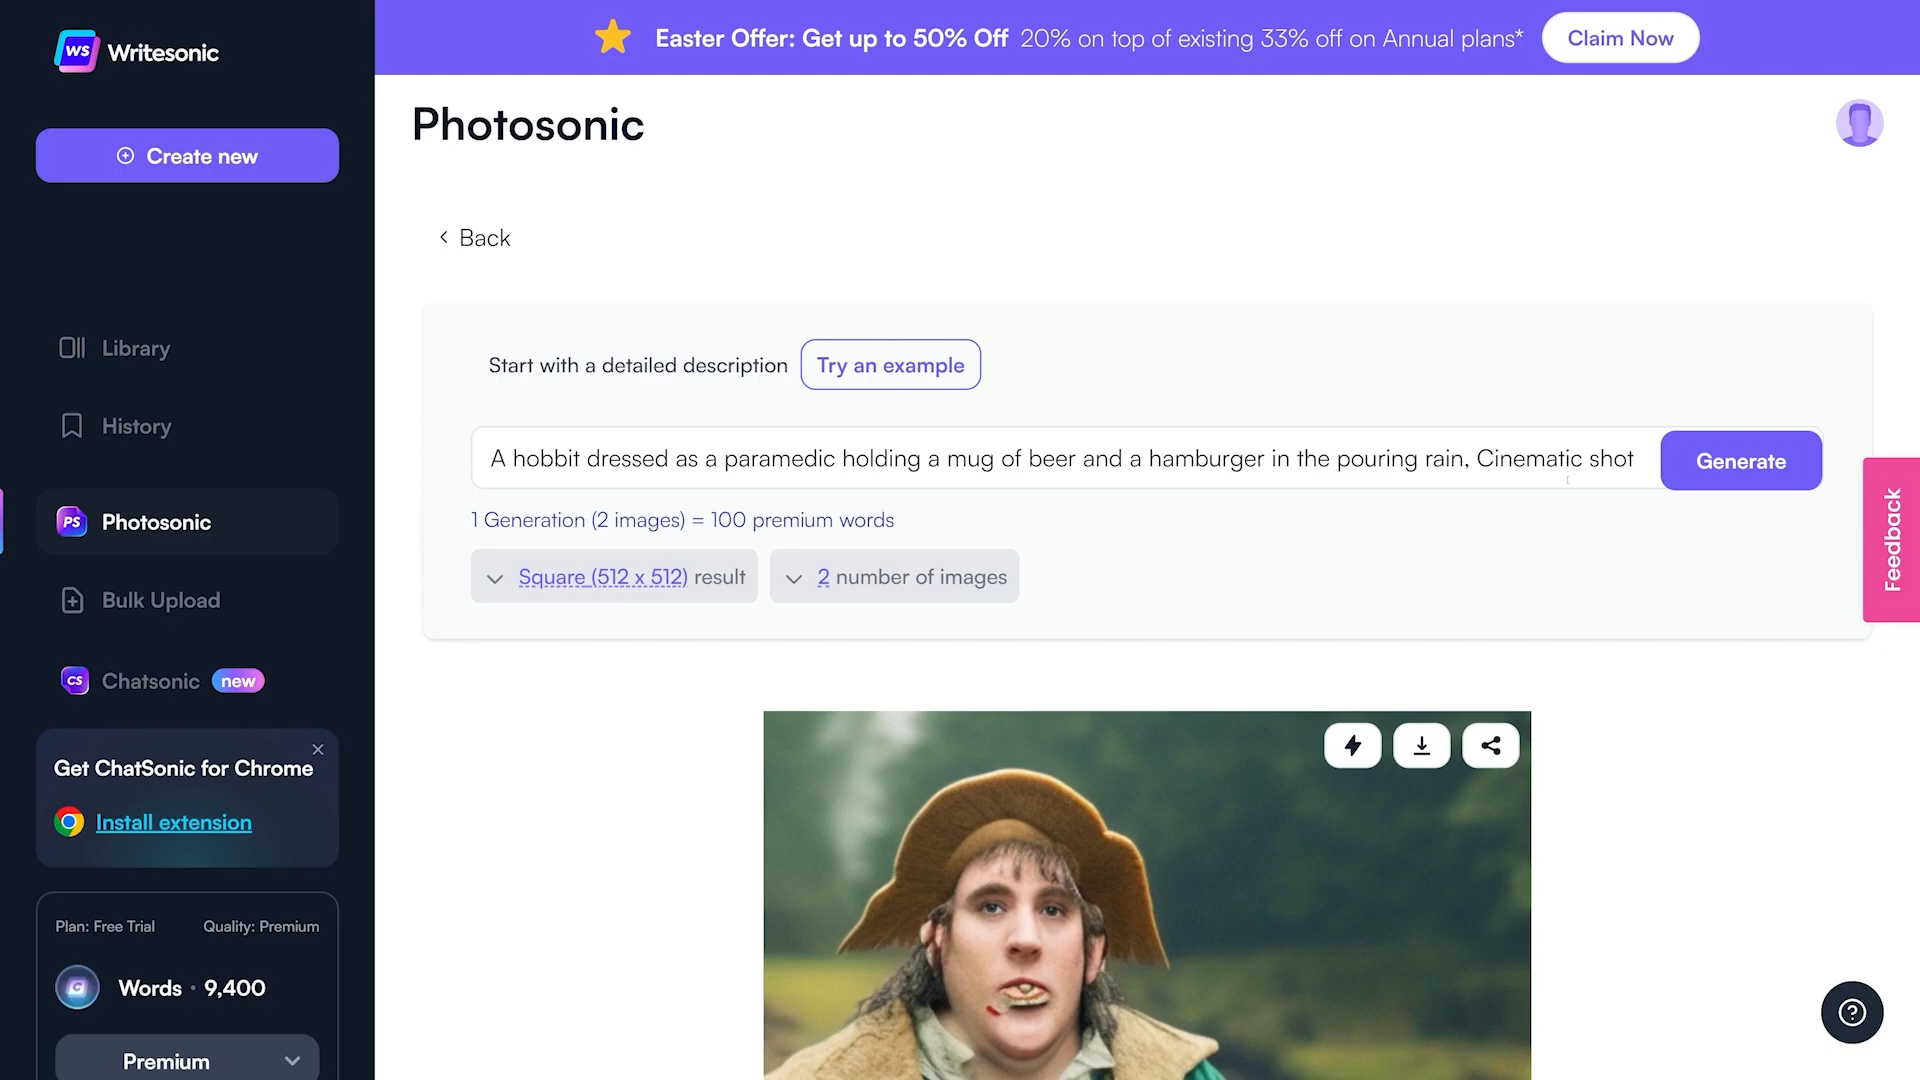 WS Writesonic
Easter Offer: Get up to 50% Off 20% on top of existing 33% off on Annual plans* Claim Now
Photosonic
Create new
Back
Library
Start with a detailed description Try an example
History
A hobbit dressed as a paramedic holding a mug of beer and a hamburger in the pouring rain, Cinematic shot Generate
PS Photosonic
1 Generation (2 images) = 100 premium words
Feedback
Square (512 x 512) result 2 number of images
Bulk Upload
CS Chatsonic new
Get ChatSonic for Chrome
Install extension
Plan: Free Trial Quality: Premium
Words · 9,400
Premium